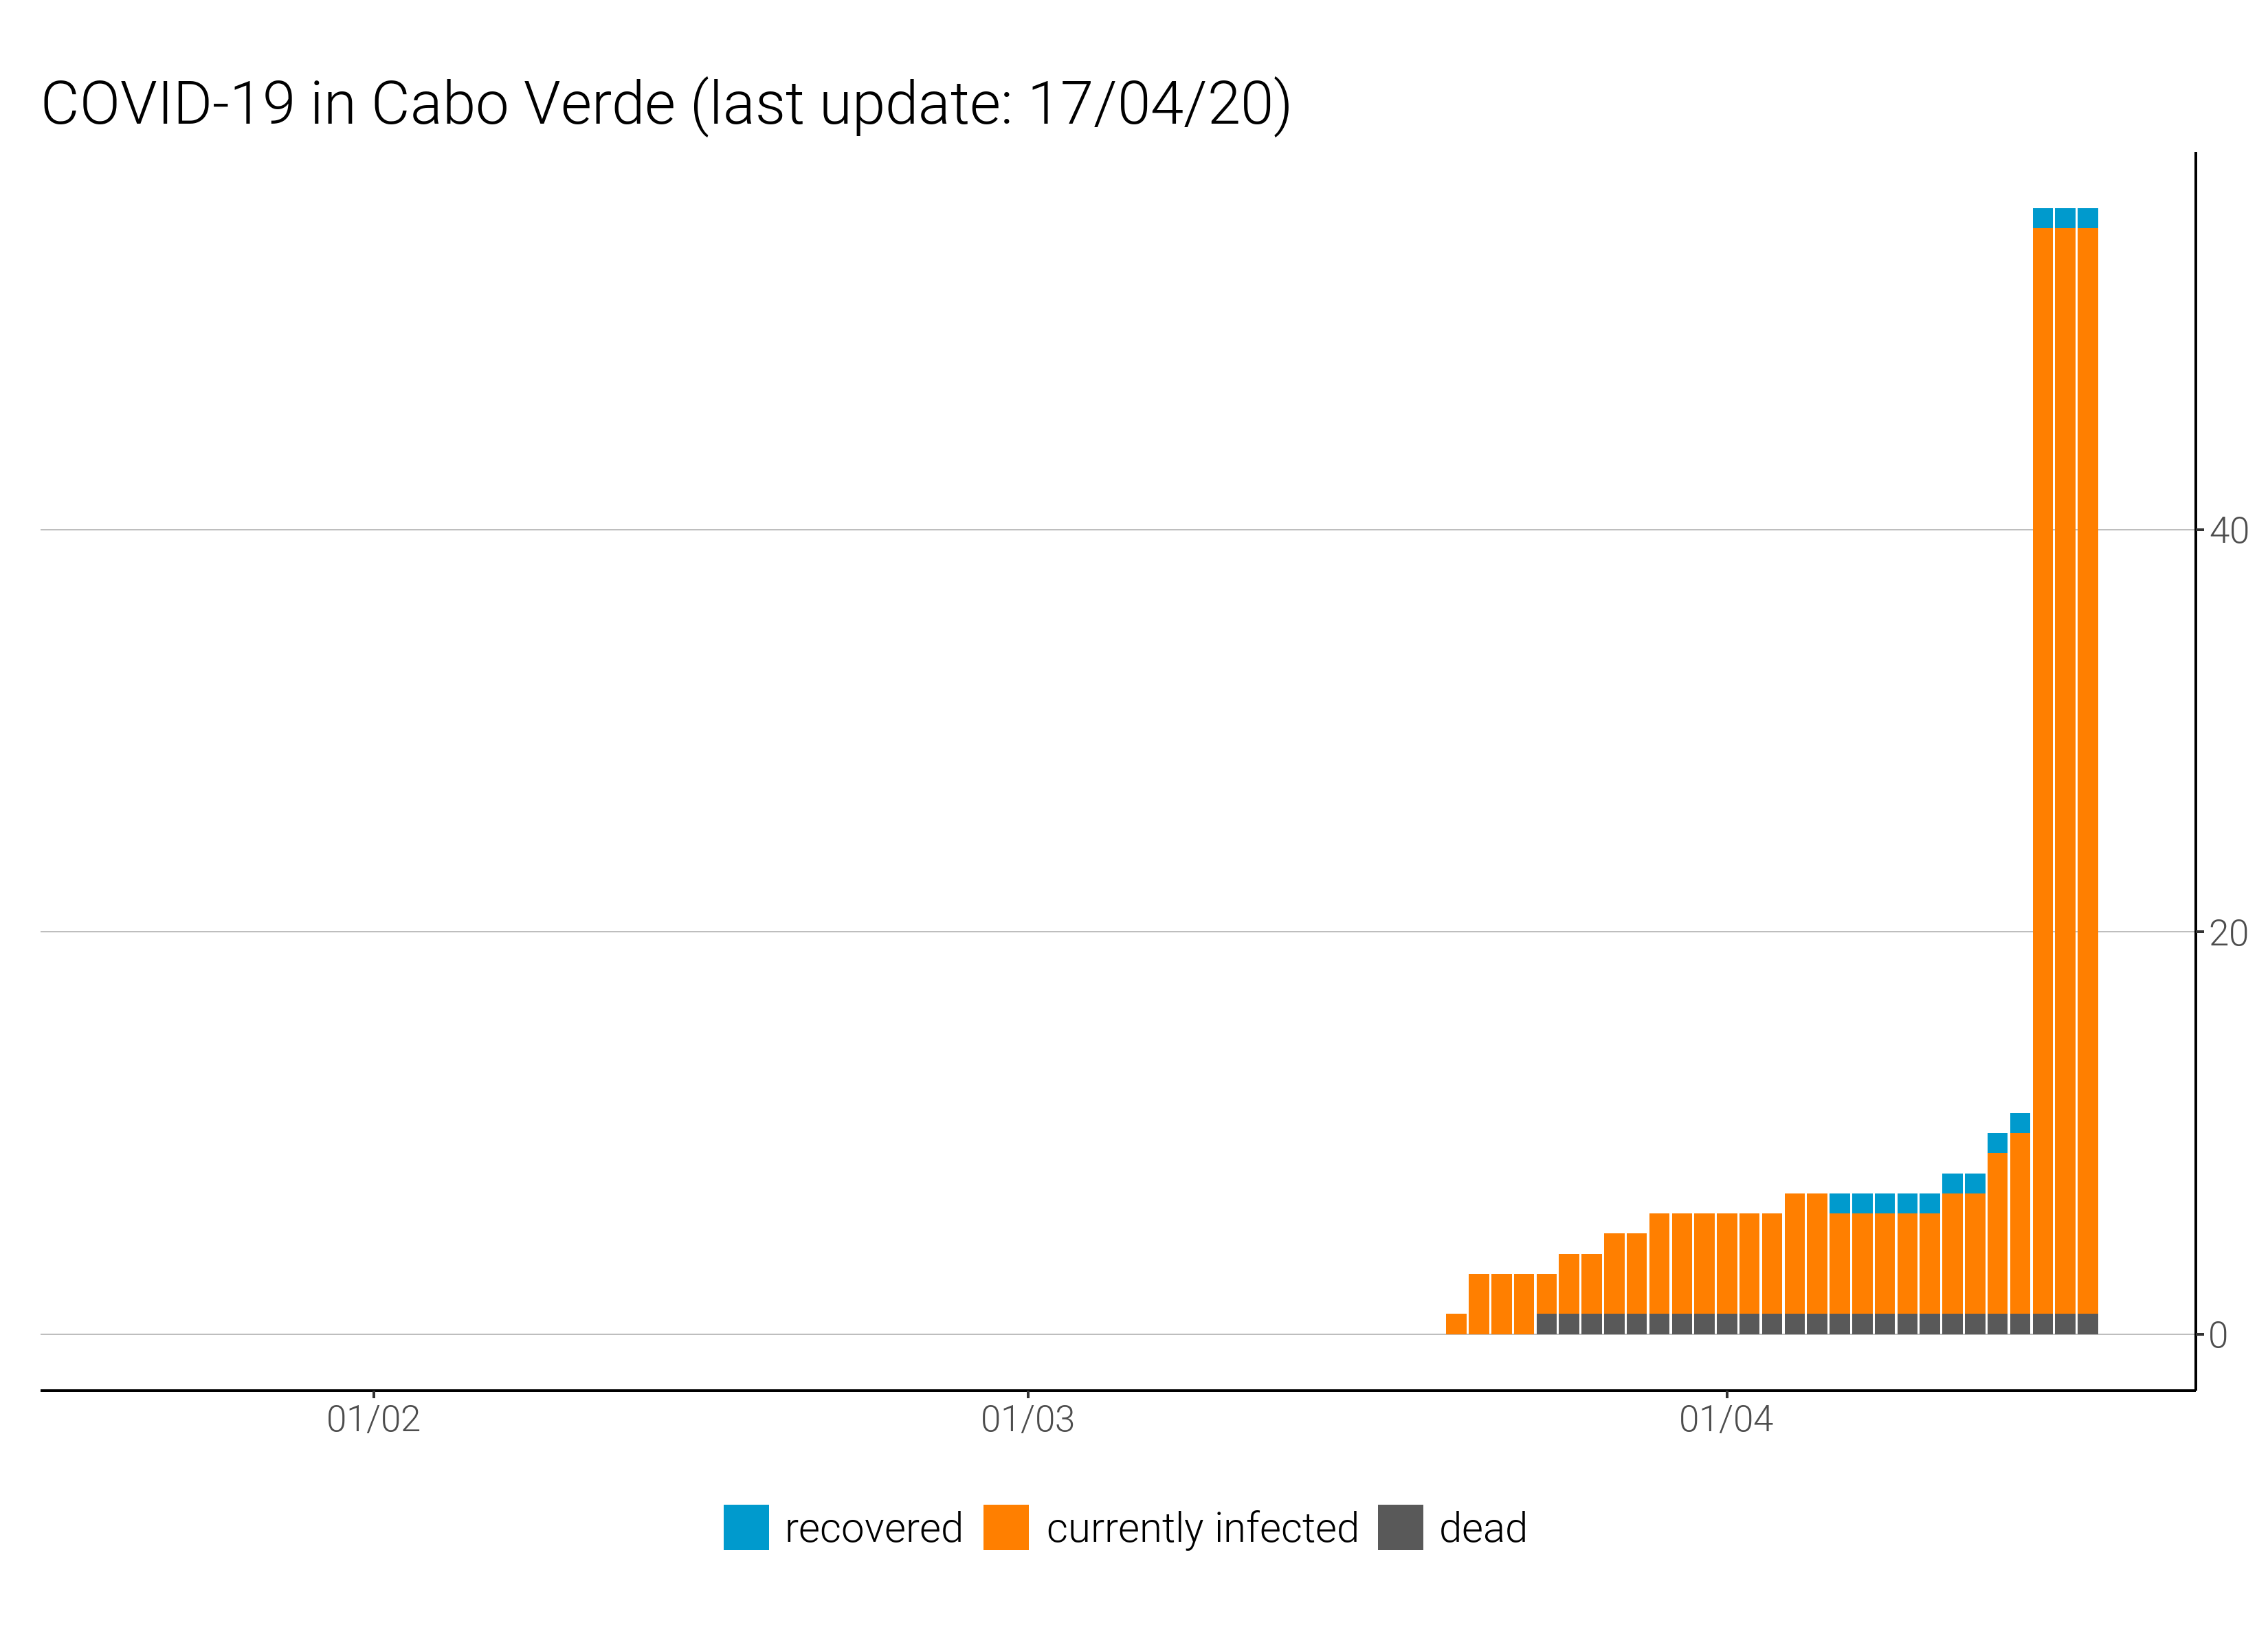 COVID-19 in Cabo Verde (last update: 17/04/20)
40
20
0
01/02 01/03 01/04
recovered currently infected dead